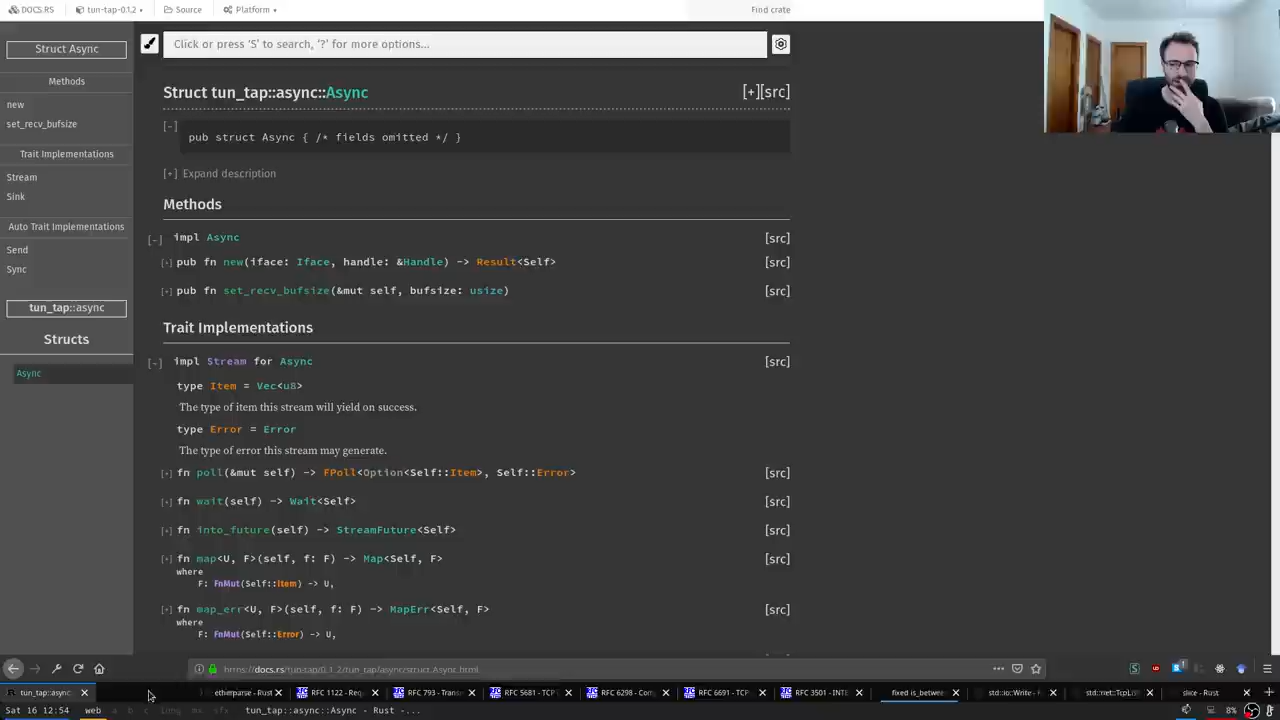 DOCS.RS
tun-tap-0.1.2
Source
Platform
Find crate
Struct Async
Methods
new
set_recv_bufsize
Trait Implementations
Stream
Sink
Auto Trait Implementations
Send
Sync
tun_tap::async
Structs
Async
Click or press 'S' to search, '?' for more options...
Struct tun_tap::async::Async
[+][src]
[-]
pub struct Async { /* fields omitted */ }
[+] Expand description
Methods
[-] impl Async [src]
[+] pub fn new(iface: Iface, handle: &Handle) -> Result<Self> [src]
[+] pub fn set_recv_bufsize(&mut self, bufsize: usize) [src]
Trait Implementations
[-] impl Stream for Async [src]
type Item = Vec<u8>
The type of item this stream will yield on success.
type Error = Error
The type of error this stream may generate.
[+] fn poll(&mut self) -> FPoll<Option<Self::Item>, Self::Error> [src]
[+] fn wait(self) -> Wait<Self> [src]
[+] fn into_future(self) -> StreamFuture<Self> [src]
[+] fn map<U, F>(self, f: F) -> Map<Self, F> [src]
where
F: FnMut(Self::Item) -> U,
[+] fn map_err<U, F>(self, f: F) -> MapErr<Self, F> [src]
where
F: FnMut(Self::Error) -> U,
docs.rs/tun-tap/0.1.2/tun_tap/async/struct.Async.html
tun_tap::async
etherparse - Rust
RFC 1122 - Req
RFC 793 - Trans
RFC 5681 - TCP
RFC 6298 - Com
RFC 6691 - TCP
RFC 3501 - INTE
fixed is_betwee
std::io::Write -
std::net::TcpLis
slice - Rust
Sat 16 12:54 web a b c
tun_tap::async::Async - Rust -...
8%